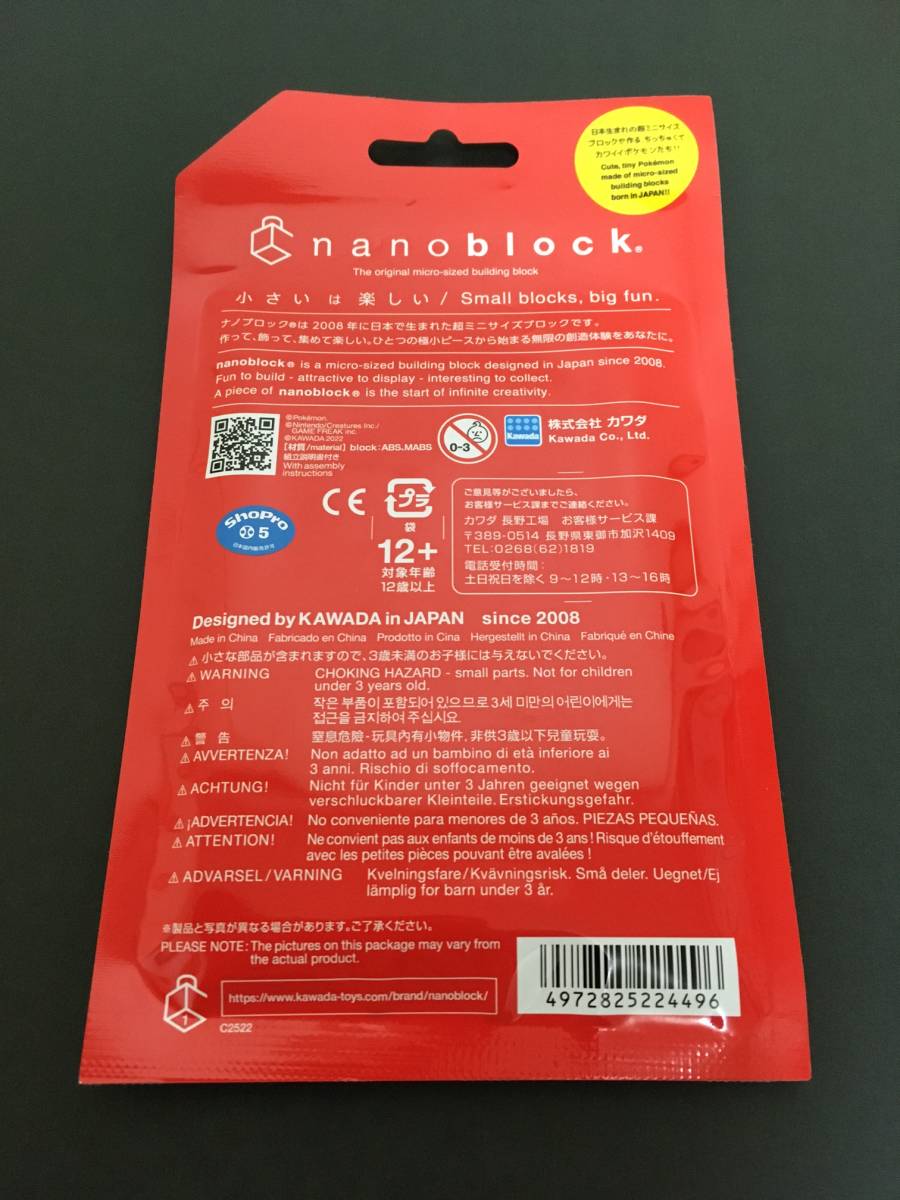 日本生まれの超ミニサイズ
ブロックで作る ちっちゃくて
カワイイポケモンたち!!
Cute, tiny Pokémon
made of micro-sized
building blocks
born in JAPAN!!
nanoblock®
The original micro-sized building block
小さいは楽しい / Small blocks, big fun.
ナノブロック®は2008年に日本で生まれた超ミニサイズブロックです。
作って、飾って、集めて楽しい。ひとつの極小ピースから始まる無限の創造体験をあなたに。
nanoblock® is a micro-sized building block designed in Japan since 2008.
Fun to build - attractive to display - interesting to collect.
A piece of nanoblock® is the start of infinite creativity.
©Pokémon.
©Nintendo/Creatures Inc./
GAME FREAK inc.
©KAWADA 2022
【材質/material】block:ABS,MABS
組立説明書付き
With assembly
instructions
0-3
Kawada
株式会社 カワダ
Kawada Co., Ltd.
ShoPro
5
日本国内販売許可
CE
プラ
袋
12+
対象年齢
12歳以上
ご意見等がございましたら、
お客様サービス課までご連絡ください。
カワダ 長野工場 お客様サービス課
〒389-0514 長野県東御市加沢1409
TEL:0268(62)1819
電話受付時間:
土日祝日を除く 9~12時・13~16時
Designed by KAWADA in JAPAN since 2008
Made in China Fabricado en China Prodotto in Cina Hergestellt in China Fabriqué en Chine
⚠小さな部品が含まれますので、3歳未満のお子様には与えないでください。
⚠WARNING CHOKING HAZARD - small parts. Not for children
under 3 years old.
⚠주 의 작은 부품이 포함되어 있으므로 3세 미만의 어린이에게는
접근을 금지하여 주십시요.
⚠警 告 窒息危險-玩具內有小物件, 非供3歲以下兒童玩耍。
⚠AVVERTENZA! Non adatto ad un bambino di età inferiore ai
3 anni. Rischio di soffocamento.
⚠ACHTUNG! Nicht für Kinder unter 3 Jahren geeignet wegen
verschluckbarer Kleinteile. Erstickungsgefahr.
⚠¡ADVERTENCIA! No conveniente para menores de 3 años. PIEZAS PEQUEÑAS.
⚠ATTENTION! Ne convient pas aux enfants de moins de 3 ans! Risque d'étouffement
avec les petites pièces pouvant être avalées!
⚠ADVARSEL/VARNING Kvelningsfare/Kvävningsrisk. Små deler. Uegnet/Ej
lämplig for barn under 3 år.
※製品と写真が異なる場合があります。ご了承ください。
PLEASE NOTE: The pictures on this package may vary from
the actual product.
1
https://www.kawada-toys.com/brand/nanoblock/
C2522
4972825224496